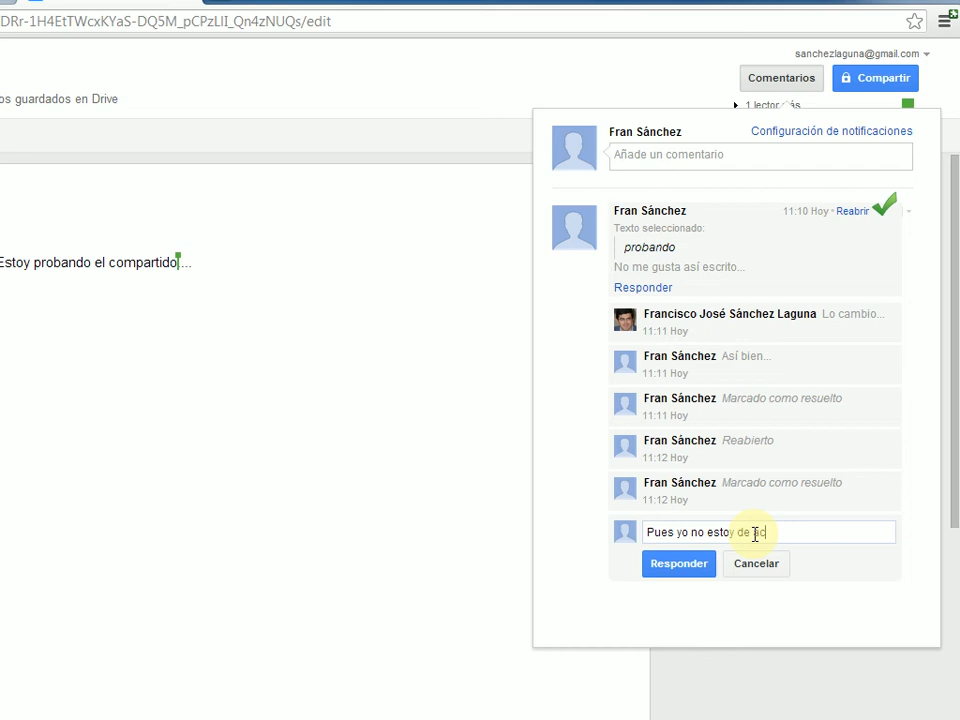 DRr-1H4EtTWcxKYaS-DQ5M_pCPzLlI_Qn4zNUQs/edit
sanchezlaguna@gmail.com
Comentarios
Compartir
os guardados en Drive
1 lector más
Fran Sánchez
Configuración de notificaciones
Añade un comentario
Fran Sánchez
11:10 Hoy
Reabrir
Texto seleccionado:
probando
No me gusta así escrito...
Responder
Estoy probando el compartido...
Francisco José Sánchez Laguna Lo cambio...
11:11 Hoy
Fran Sánchez Así bien...
11:11 Hoy
Fran Sánchez Marcado como resuelto
11:11 Hoy
Fran Sánchez Reabierto
11:12 Hoy
Fran Sánchez Marcado como resuelto
11:12 Hoy
Pues yo no estoy de ac
Responder
Cancelar